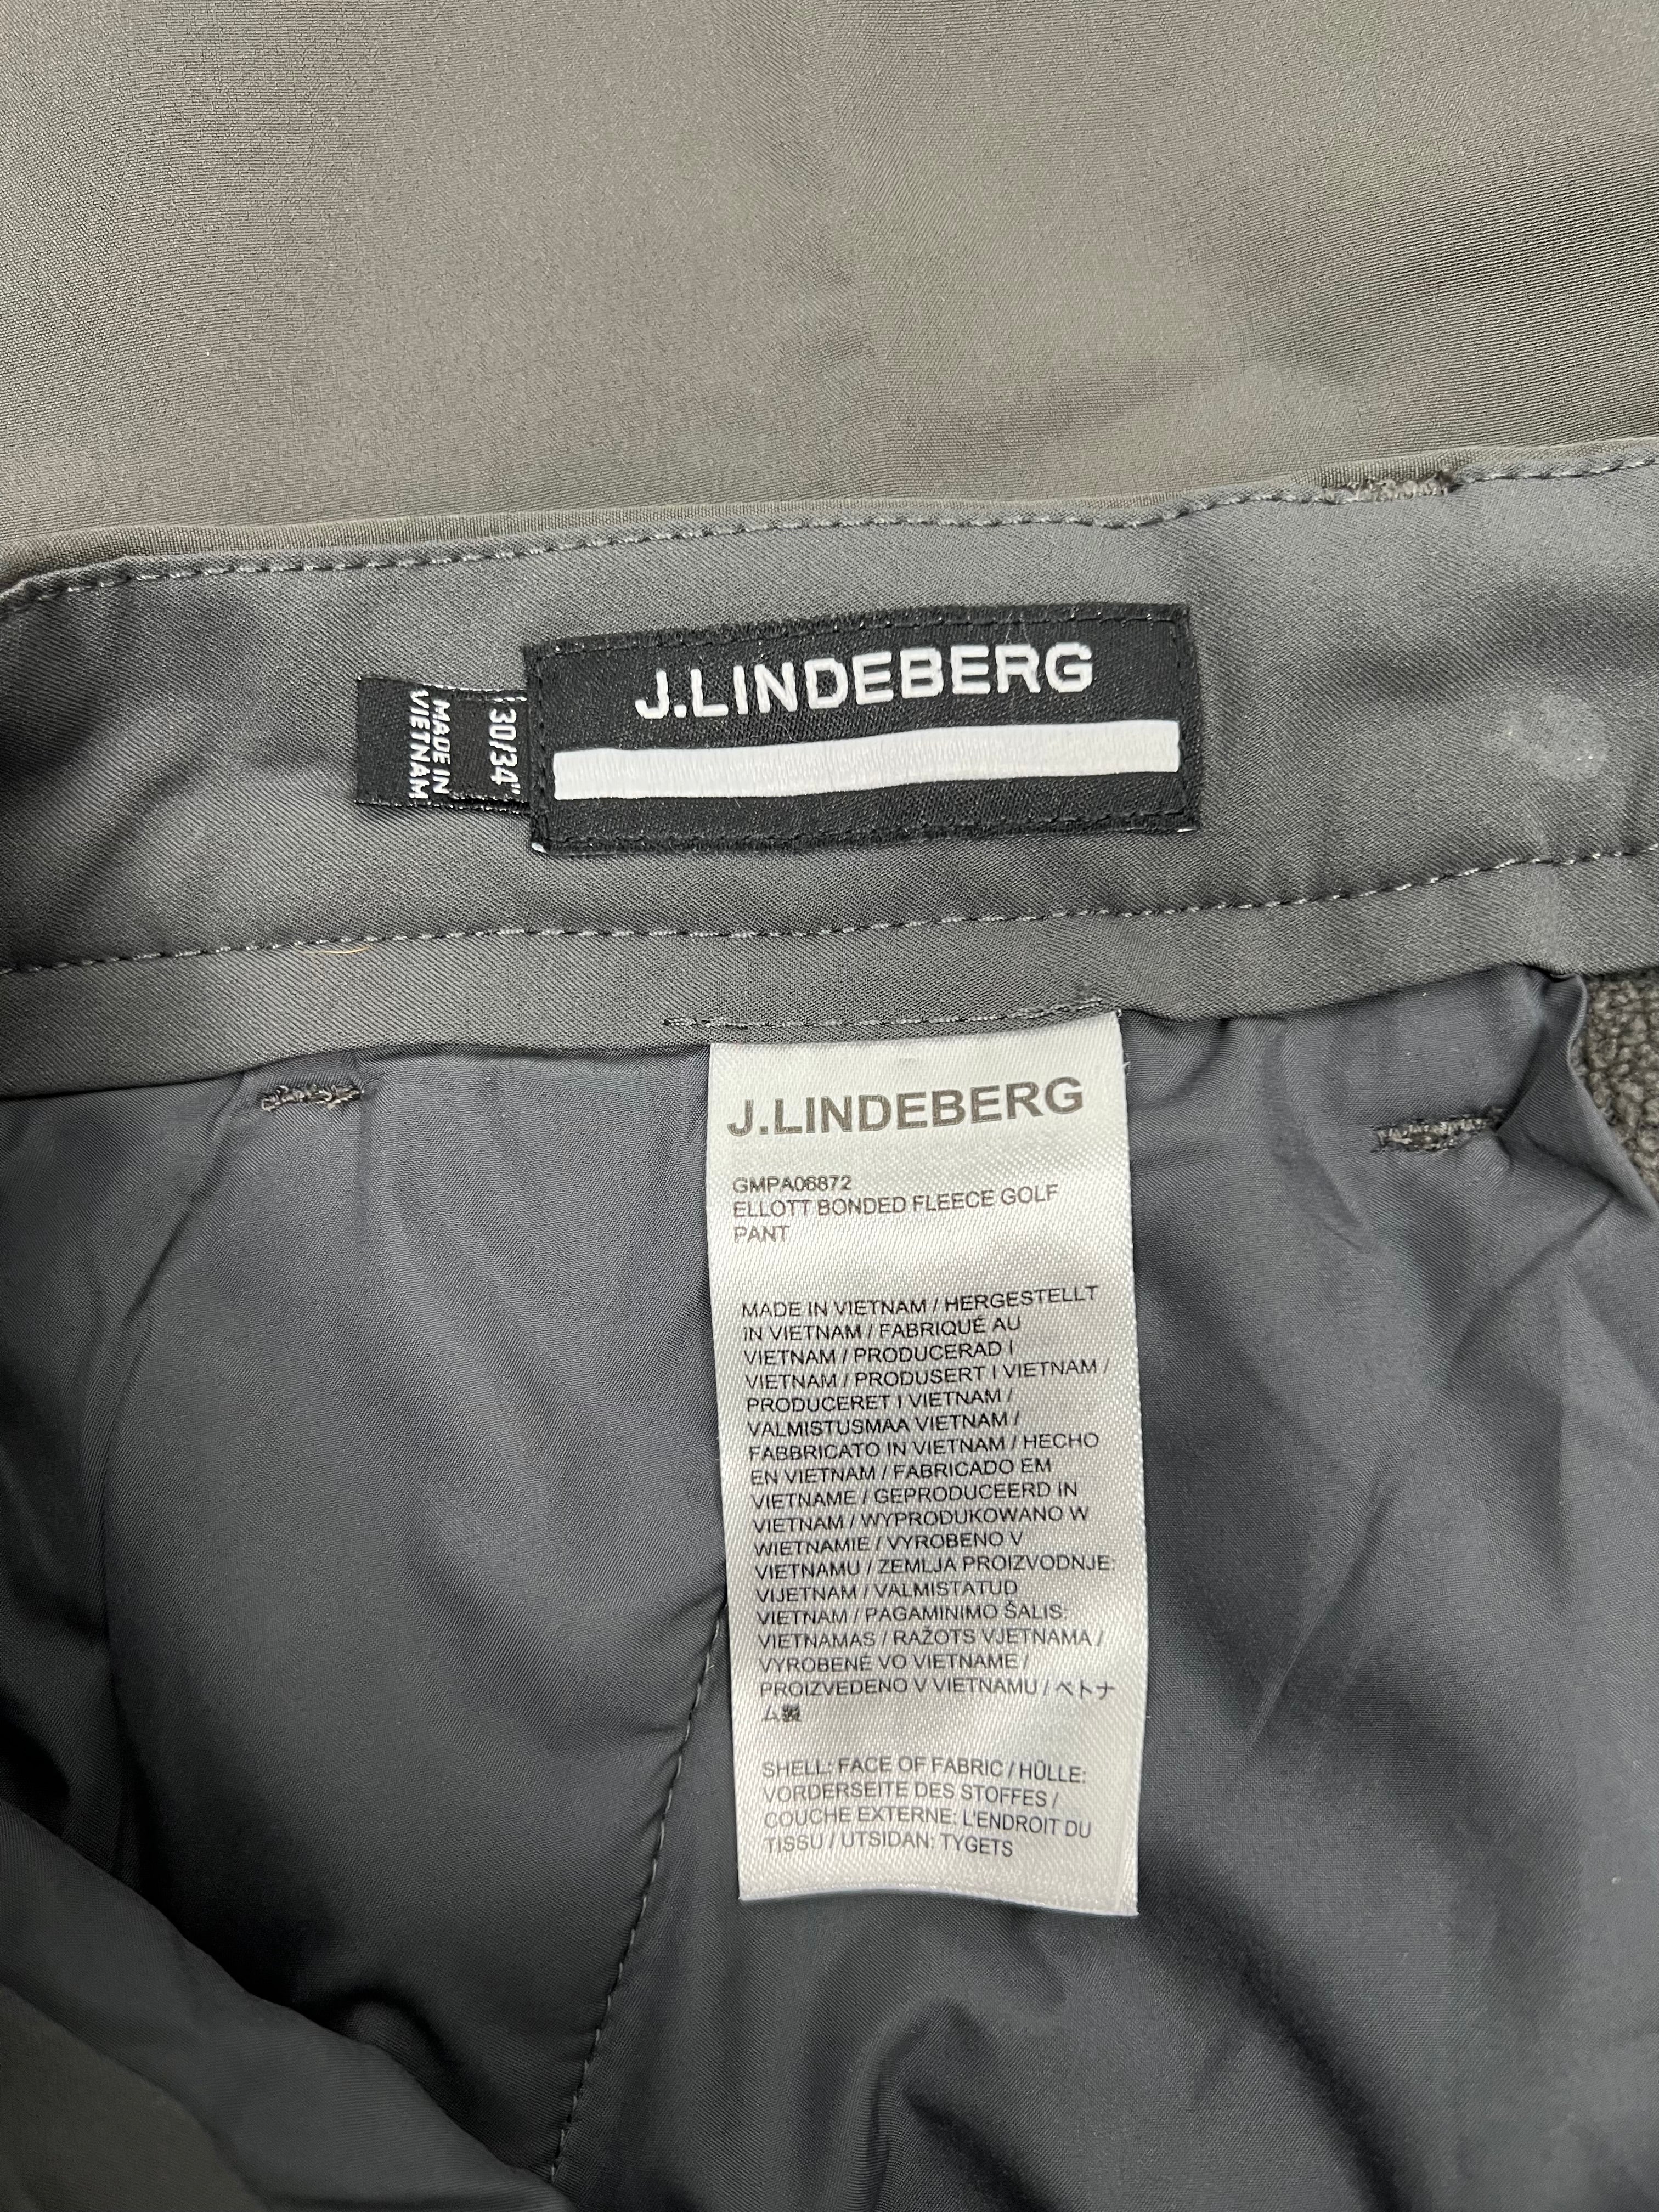 J.LINDEBERG
30/34"
MADE IN
VIETNAM
J.LINDEBERG
GMPA06872
ELLOTT BONDED FLEECE GOLF
PANT
MADE IN VIETNAM / HERGESTELLT
IN VIETNAM / FABRIQUÉ AU
VIETNAM / PRODUCERAD I
VIETNAM / PRODUSERT I VIETNAM /
PRODUCERET I VIETNAM /
VALMISTUSMAA VIETNAM /
FABBRICATO IN VIETNAM / HECHO
EN VIETNAM / FABRICADO EM
VIETNAME / GEPRODUCEERD IN
VIETNAM / WYPRODUKOWANO W
WIETNAMIE / VYROBENO V
VIETNAMU / ZEMLJA PROIZVODNJE:
VIJETNAM / VALMISTATUD
VIETNAM / PAGAMINIMO ŠALIS:
VIETNAMAS / RAŽOTS VJETNAMA /
VYROBENÉ VO VIETNAME /
PROIZVEDENO V VIETNAMU / ベトナ
ム製
SHELL: FACE OF FABRIC / HÜLLE:
VORDERSEITE DES STOFFES /
COUCHE EXTERNE: L'ENDROIT DU
TISSU / UTSIDAN: TYGETS